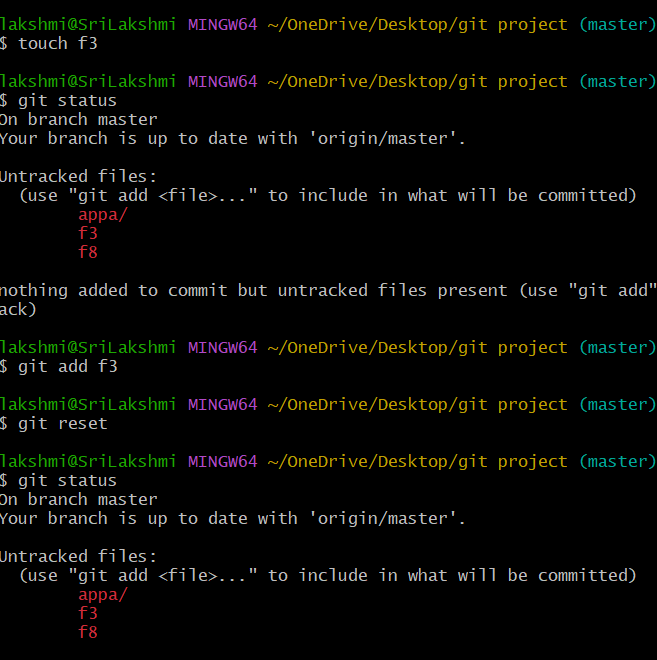 lakshmi@SriLakshmi MINGW64 ~/OneDrive/Desktop/git project (master)
$ touch f3
lakshmi@SriLakshmi MINGW64 ~/OneDrive/Desktop/git project (master)
$ git status
On branch master
Your branch is up to date with 'origin/master'.
Untracked files:
  (use "git add <file>..." to include in what will be committed)
        appa/
        f3
        f8
nothing added to commit but untracked files present (use "git add"
ack)
lakshmi@SriLakshmi MINGW64 ~/OneDrive/Desktop/git project (master)
$ git add f3
lakshmi@SriLakshmi MINGW64 ~/OneDrive/Desktop/git project (master)
$ git reset
lakshmi@SriLakshmi MINGW64 ~/OneDrive/Desktop/git project (master)
$ git status
On branch master
Your branch is up to date with 'origin/master'.
Untracked files:
  (use "git add <file>..." to include in what will be committed)
        appa/
        f3
        f8